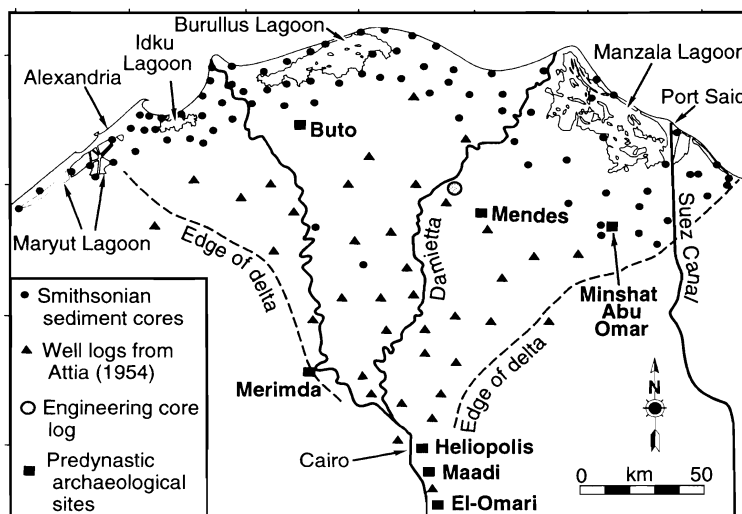 Burullus Lagoon
Idku
Lagoon
Alexandria
Manzala Lagoon
Port Said
Buto
Mendes
Maryut Lagoon
Edge of delta
Damietta
Suez Canal
Minshat
Abu
Omar
Smithsonian
sediment cores
Well logs from
Attia (1954)
Engineering core
log
Predynastic
archaeological
sites
Merimda
Edge of delta
N
Cairo
Heliopolis
Maadi
El-Omari
0 km 50